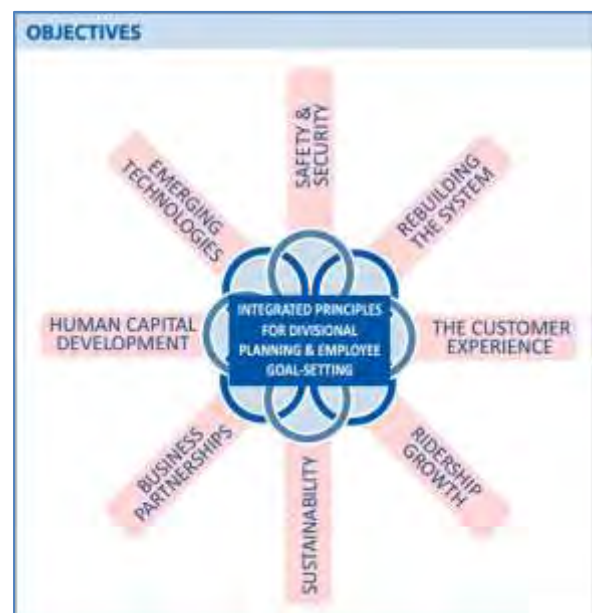 OBJECTIVES
SAFETY &
SECURITY
REBUILDING
THE SYSTEM
THE CUSTOMER
EXPERIENCE
RIDERSHIP
GROWTH
SUSTAINABILITY
BUSINESS
PARTNERSHIPS
HUMAN CAPITAL
DEVELOPMENT
EMERGING
TECHNOLOGIES
INTEGRATED PRINCIPLES
FOR DIVISIONAL
PLANNING & EMPLOYEE
GOAL-SETTING